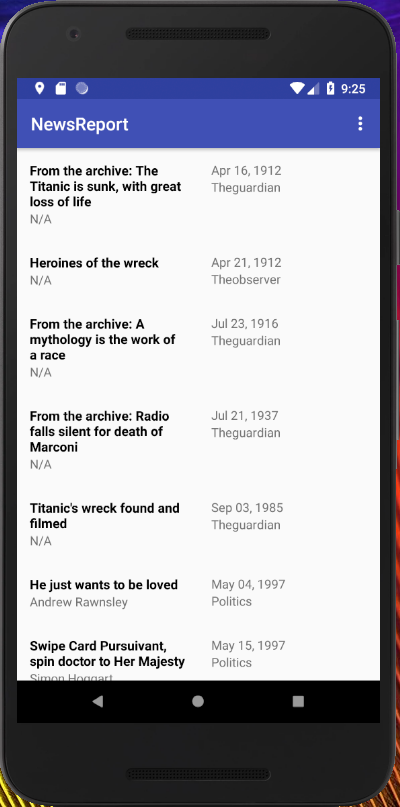 9:25
NewsReport
From the archive: The
Titanic is sunk, with great
loss of life
N/A
Apr 16, 1912
Theguardian
Heroines of the wreck
N/A
Apr 21, 1912
Theobserver
From the archive: A
mythology is the work of
a race
N/A
Jul 23, 1916
Theguardian
From the archive: Radio
falls silent for death of
Marconi
N/A
Jul 21, 1937
Theguardian
Titanic's wreck found and
filmed
N/A
Sep 03, 1985
Theguardian
He just wants to be loved
Andrew Rawnsley
May 04, 1997
Politics
Swipe Card Pursuivant,
spin doctor to Her Majesty
Simon Hoggart
May 15, 1997
Politics